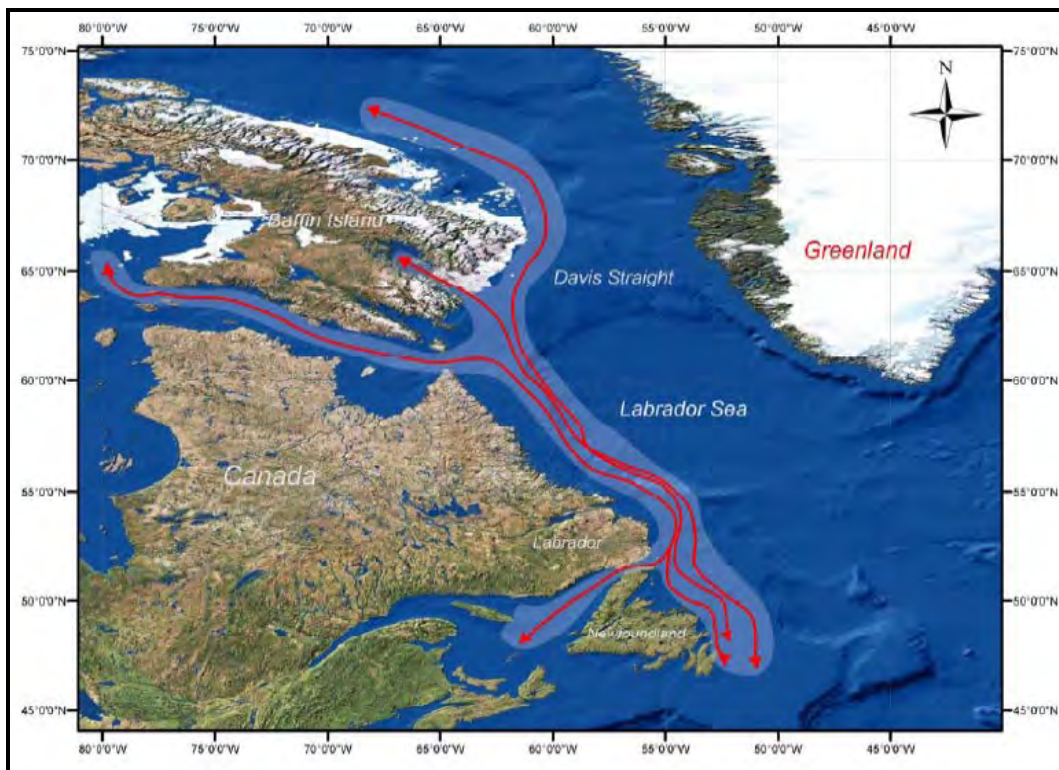 80°0'0"W 75°0'0"W 70°0'0"W 65°0'0"W 60°0'0"W 55°0'0"W 50°0'0"W 45°0'0"W
75°0'0"N 75°0'0"N
N
70°0'0"N 70°0'0"N
Baffin Island
Greenland
65°0'0"N Davis Straight 65°0'0"N
60°0'0"N 60°0'0"N
Labrador Sea
Canada
55°0'0"N 55°0'0"N
Labrador
50°0'0"N 50°0'0"N
Newfoundland
45°0'0"N 45°0'0"N
80°0'0"W 75°0'0"W 70°0'0"W 65°0'0"W 60°0'0"W 55°0'0"W 50°0'0"W 45°0'0"W